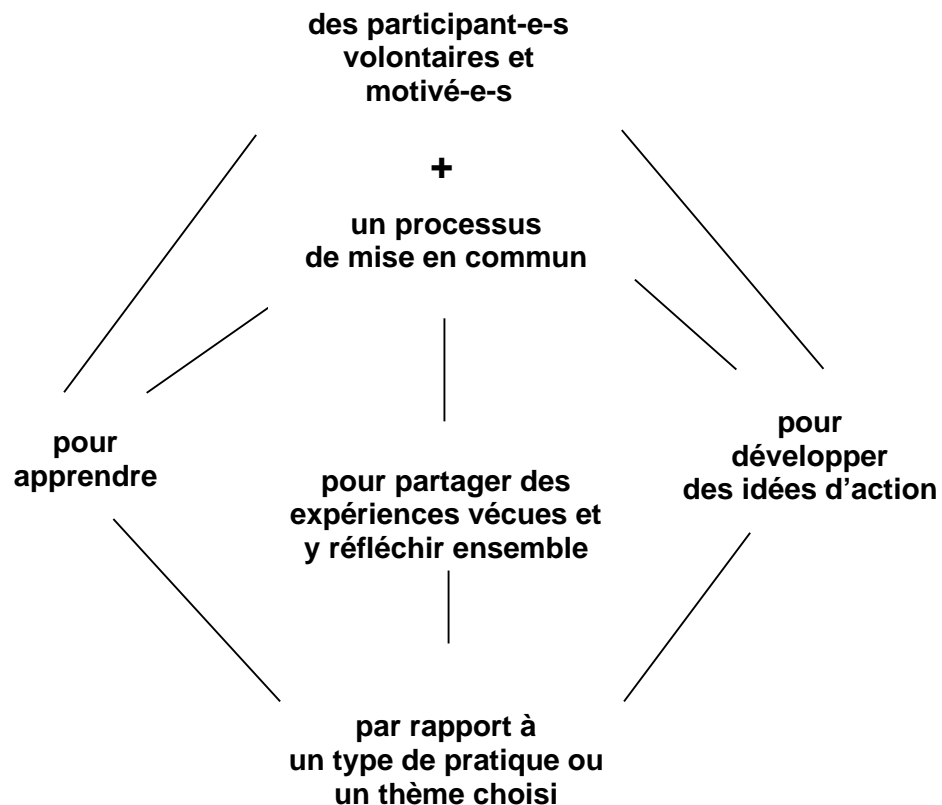 des participant-e-s
volontaires et
motivé-e-s
+
un processus
de mise en commun
pour
apprendre
pour partager des
expériences vécues et
y réfléchir ensemble
pour
développer
des idées d’action
par rapport à
un type de pratique ou
un thème choisi